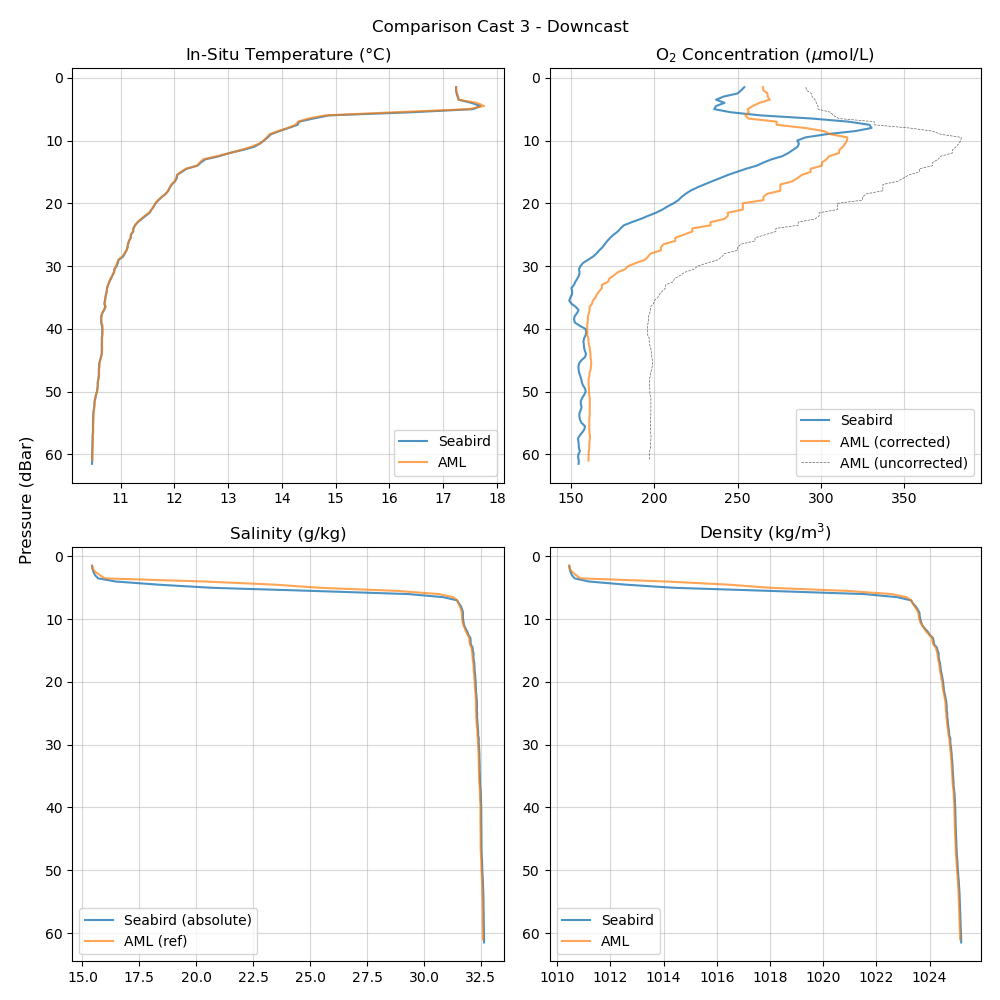 Comparison Cast 3 - Downcast
In-Situ Temperature (°C)
0
10
20
30
40
50
60
11 12 13 14 15 16 17 18
Seabird
AML
O₂ Concentration (μmol/L)
0
10
20
30
40
50
60
150 200 250 300 350
Seabird
AML (corrected)
AML (uncorrected)
Pressure (dBar)
Salinity (g/kg)
0
10
20
30
40
50
60
15.0 17.5 20.0 22.5 25.0 27.5 30.0 32.5
Seabird (absolute)
AML (ref)
Density (kg/m³)
0
10
20
30
40
50
60
1010 1012 1014 1016 1018 1020 1022 1024
Seabird
AML